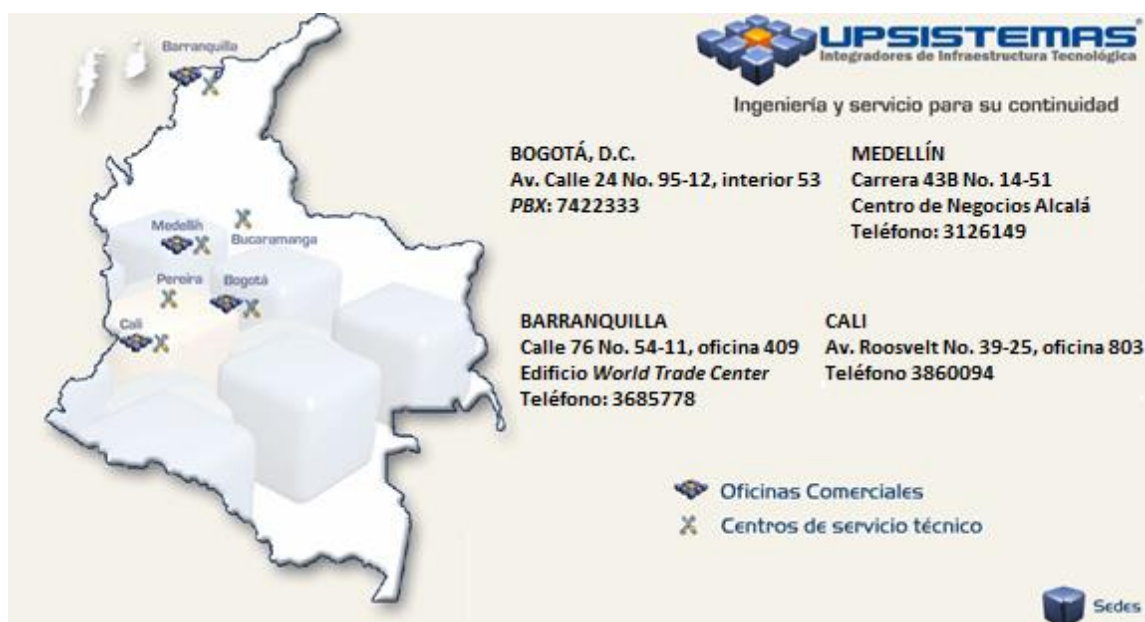 Barranquilla
Medellín
Bucaramanga
Pereira
Bogotá
Cali
UPSISTEMAS®
Integradores de Infraestructura Tecnológica
Ingeniería y servicio para su continuidad
BOGOTÁ, D.C.
Av. Calle 24 No. 95-12, interior 53
PBX: 7422333
MEDELLÍN
Carrera 43B No. 14-51
Centro de Negocios Alcalá
Teléfono: 3126149
BARRANQUILLA
Calle 76 No. 54-11, oficina 409
Edificio World Trade Center
Teléfono: 3685778
CALI
Av. Roosvelt No. 39-25, oficina 803
Teléfono 3860094
Oficinas Comerciales
Centros de servicio técnico
Sedes